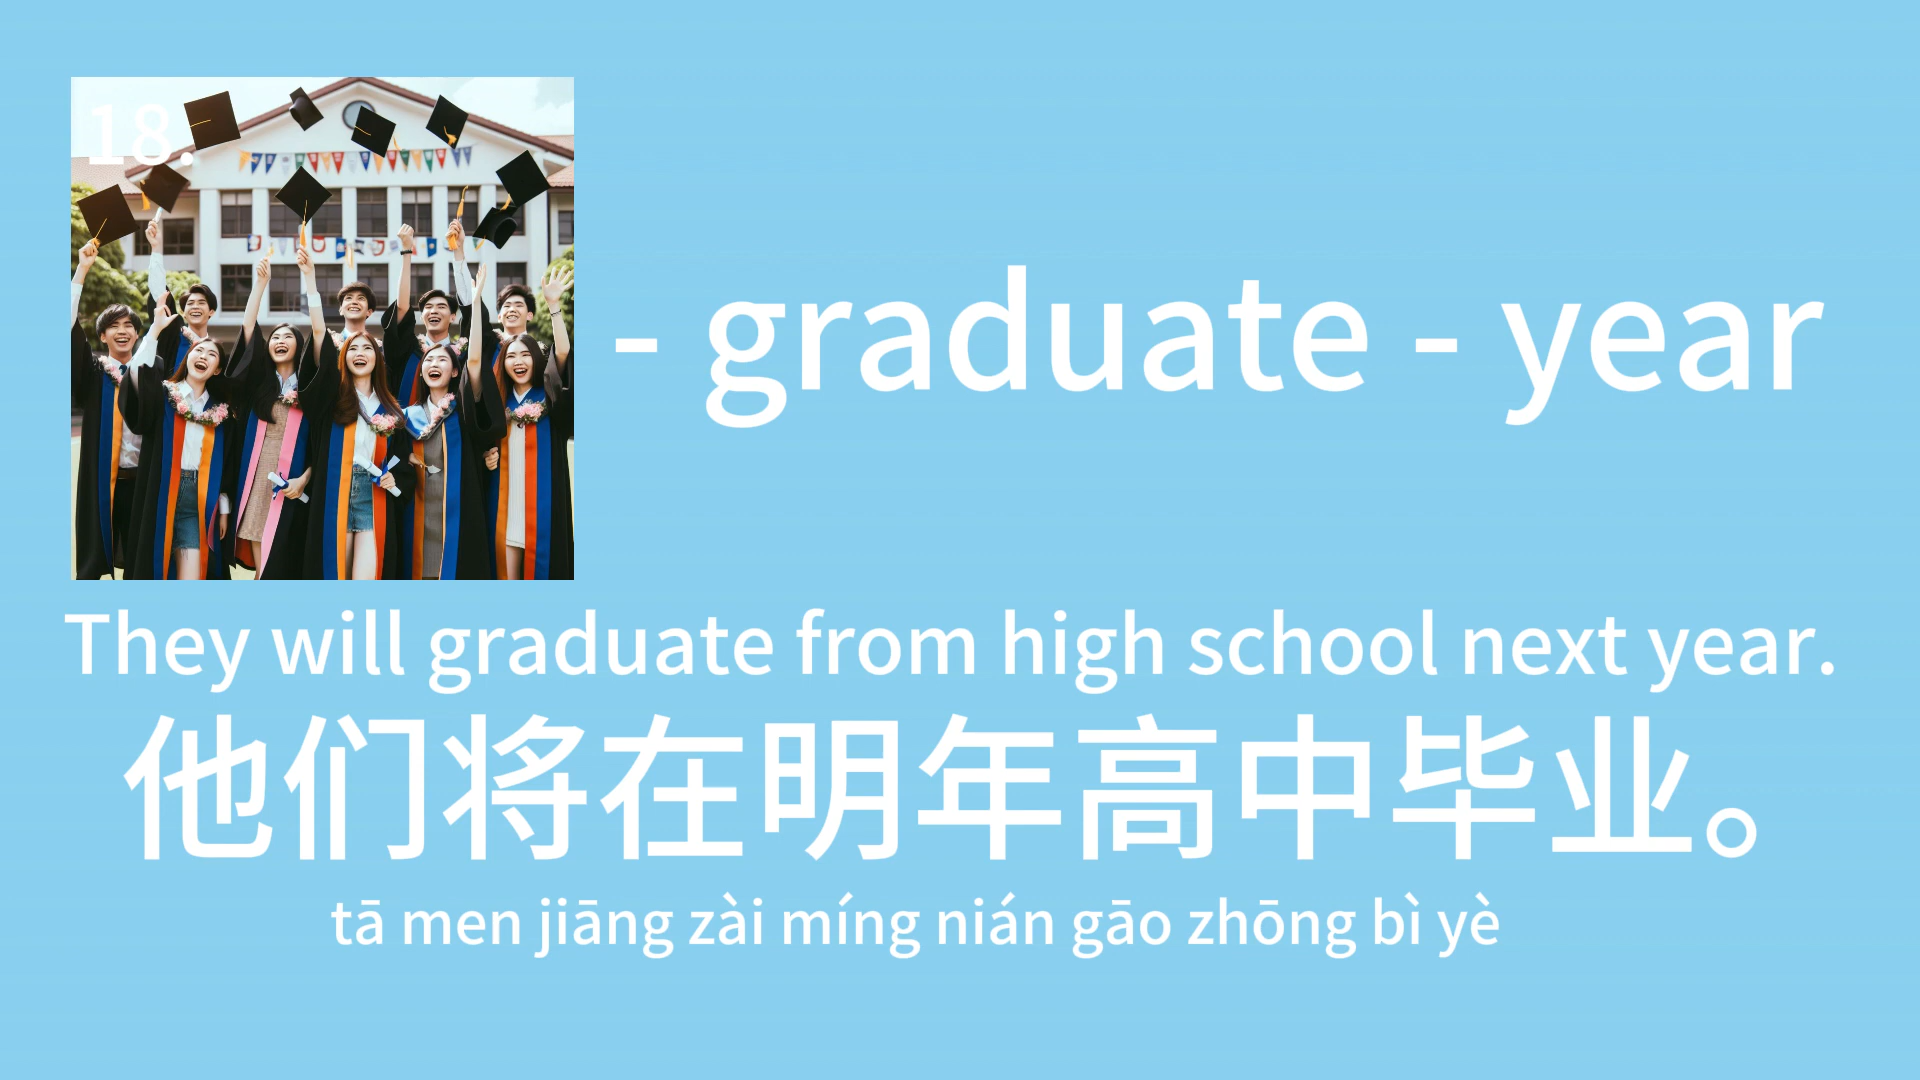 18.
- graduate - year
They will graduate from high school next year.
他们将在明年高中毕业。
tā men jiāng zài míng nián gāo zhōng bì yè